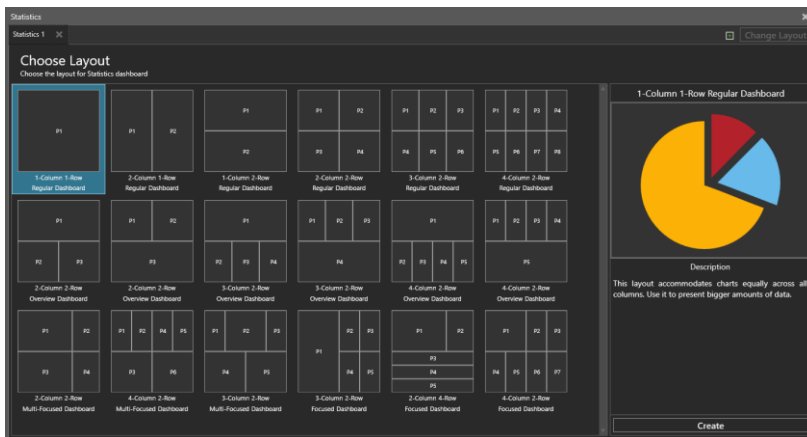 Statistics
Statistics 1
Change Layout
Choose Layout
Choose the layout for Statistics dashboard
P1
P1 P2
P1
P2
P1 P2
P3 P4
P1 P2 P3
P4 P5 P6
P1 P2 P3 P4
P5 P6 P7 P8
1-Column 1-Row
Regular Dashboard
2-Column 1-Row
Regular Dashboard
1-Column 2-Row
Regular Dashboard
2-Column 2-Row
Regular Dashboard
3-Column 2-Row
Regular Dashboard
4-Column 2-Row
Regular Dashboard
P1
P2 P3
P1 P2
P3
P1
P2 P3 P4
P1 P2 P3
P4
P1
P2 P3 P4 P5
P1 P2 P3 P4
P5
2-Column 2-Row
Overview Dashboard
2-Column 2-Row
Overview Dashboard
3-Column 2-Row
Overview Dashboard
3-Column 2-Row
Overview Dashboard
4-Column 2-Row
Overview Dashboard
4-Column 2-Row
Overview Dashboard
P1 P2
P3 P4
P1 P2 P4 P5
P3 P6
P1 P2 P3
P4 P5
P1 P2 P3
P4 P5
P1 P2
P3
P4
P5
P1 P2 P3
P4 P5 P6 P7
2-Column 2-Row
Multi-Focused Dashboard
4-Column 2-Row
Multi-Focused Dashboard
3-Column 2-Row
Multi-Focused Dashboard
3-Column 2-Row
Focused Dashboard
2-Column 4-Row
Focused Dashboard
4-Column 2-Row
Focused Dashboard
1-Column 1-Row Regular Dashboard
Description
This layout accommodates charts equally across all
columns. Use it to present bigger amounts of data.
Create